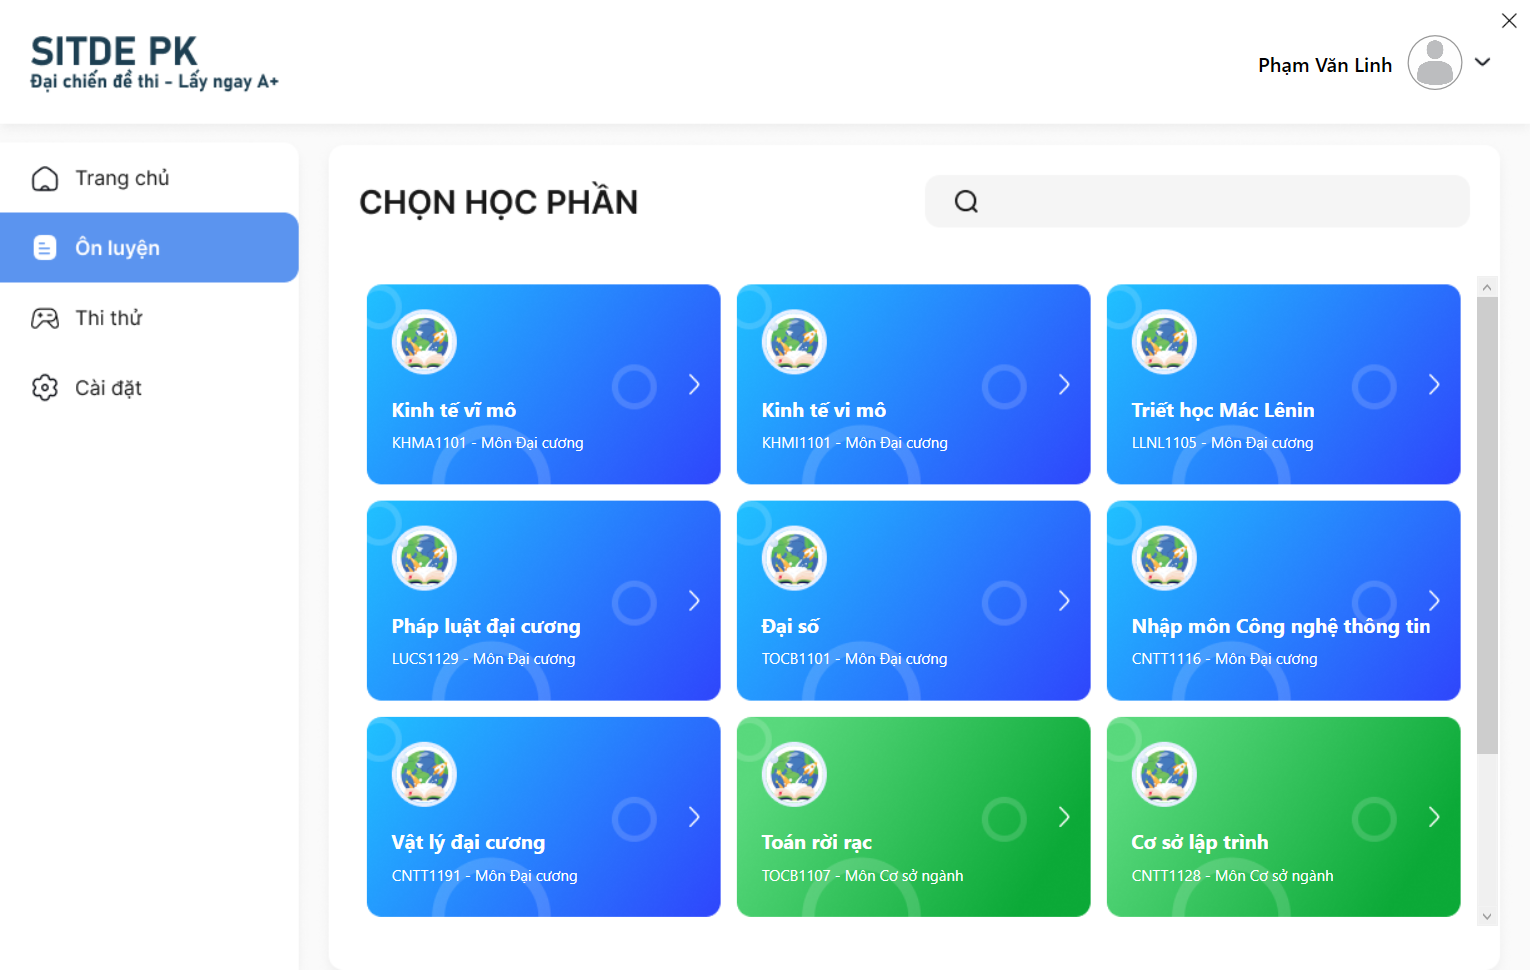 SITDE PK
Đại chiến đề thi - Lấy ngay A+
Phạm Văn Linh
Trang chủ
Ôn luyện
Thi thử
Cài đặt
CHỌN HỌC PHẦN
Kinh tế vĩ mô
KHMA1101 - Môn Đại cương
Kinh tế vi mô
KHMI1101 - Môn Đại cương
Triết học Mác Lênin
LLNL1105 - Môn Đại cương
Pháp luật đại cương
LUCS1129 - Môn Đại cương
Đại số
TOCB1101 - Môn Đại cương
Nhập môn Công nghệ thông tin
CNTT1116 - Môn Đại cương
Vật lý đại cương
CNTT1191 - Môn Đại cương
Toán rời rạc
TOCB1107 - Môn Cơ sở ngành
Cơ sở lập trình
CNTT1128 - Môn Cơ sở ngành